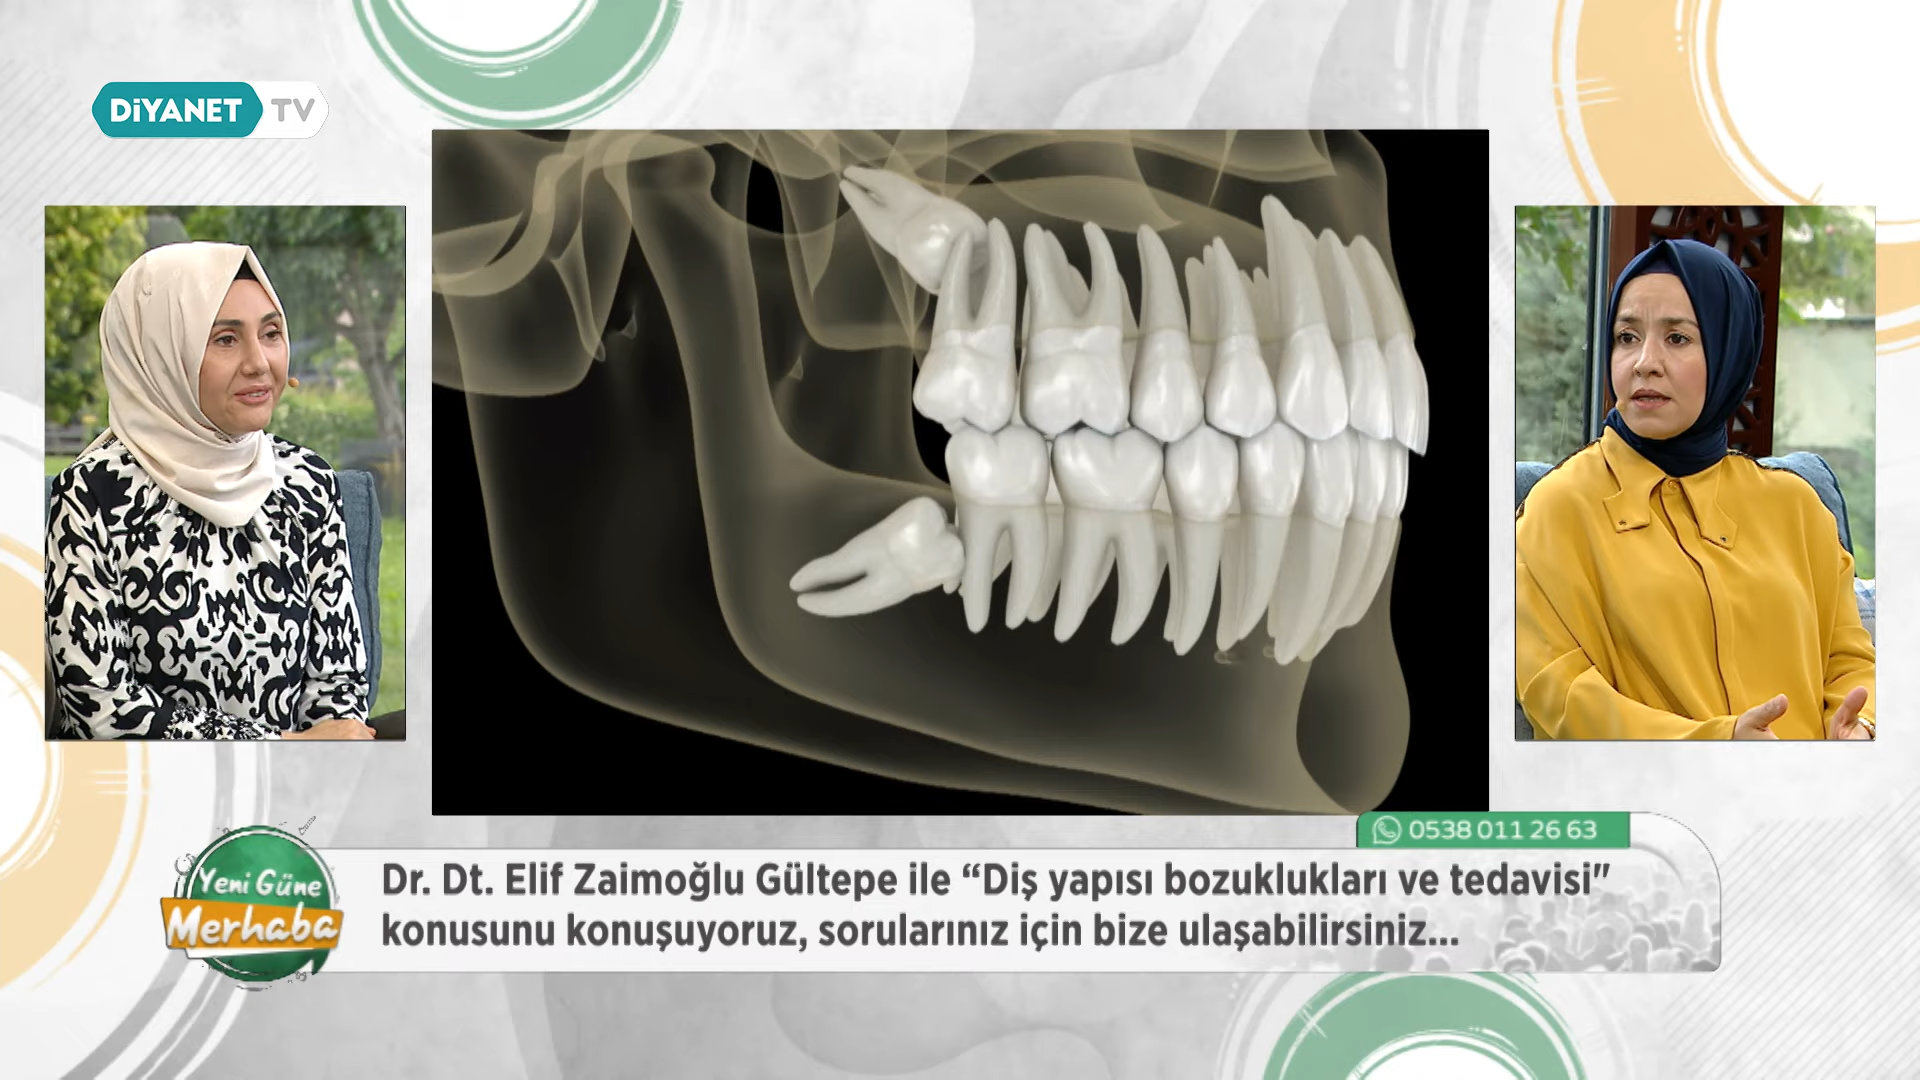 DİYANET TV
0538 011 26 63
Yeni Güne
Merhaba
Dr. Dt. Elif Zaimoğlu Gültepe ile “Diş yapısı bozuklukları ve tedavisi"
konusunu konuşuyoruz, sorularınız için bize ulaşabilirsiniz...